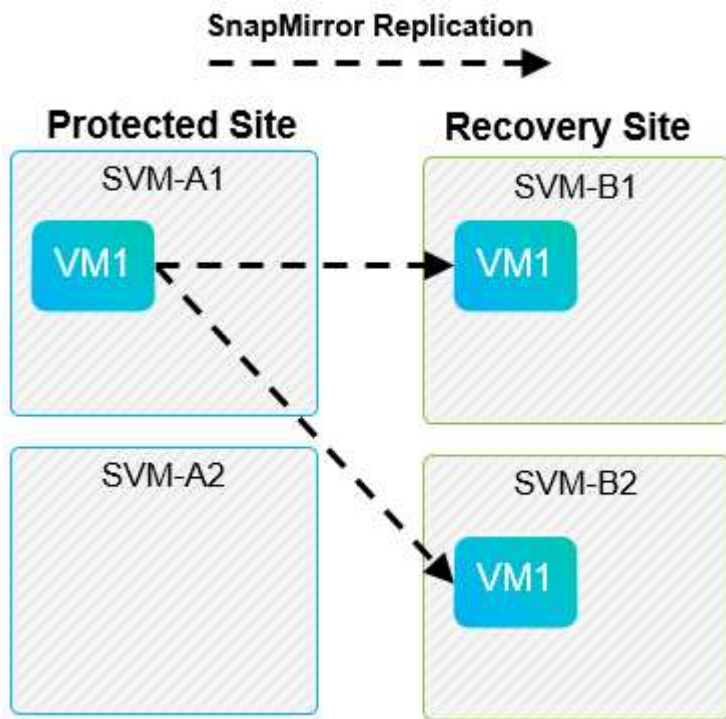 SnapMirror Replication
Protected Site
Recovery Site
SVM-A1
SVM-B1
VM1
VM1
SVM-A2
SVM-B2
VM1